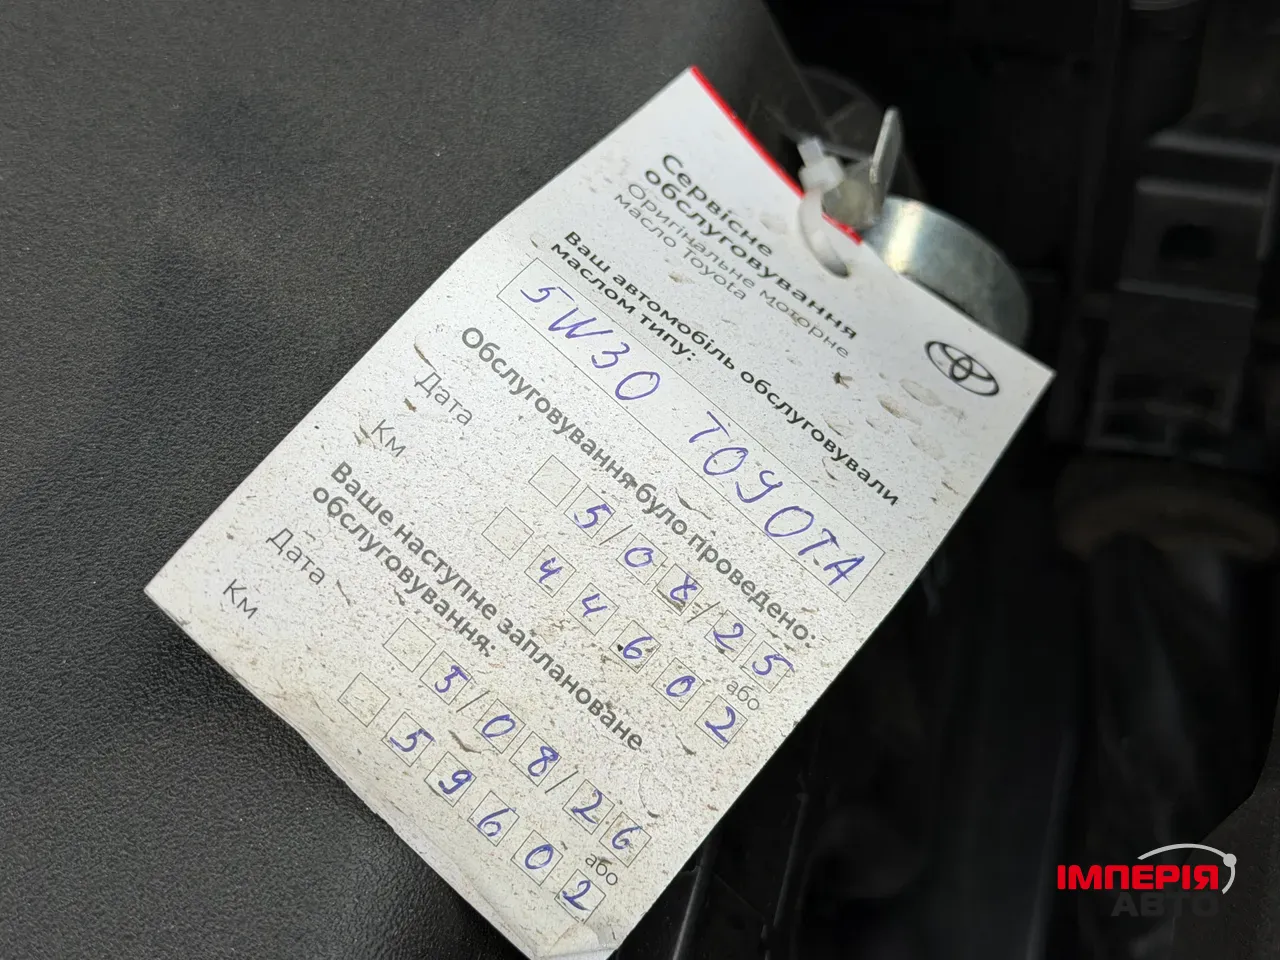 Сервісне
обслуговування
Оригінальне моторне
масло Toyota
Ваш автомобіль обслуговували
маслом типу:
5W30 TOYOTA
Обслуговування було проведено:
Дата 5/08/25
або
Км 44602
Ваше наступне заплановане
обслуговування:
Дата 5/08/26
або
Км 59602
ІМПЕРІЯ
АВТО